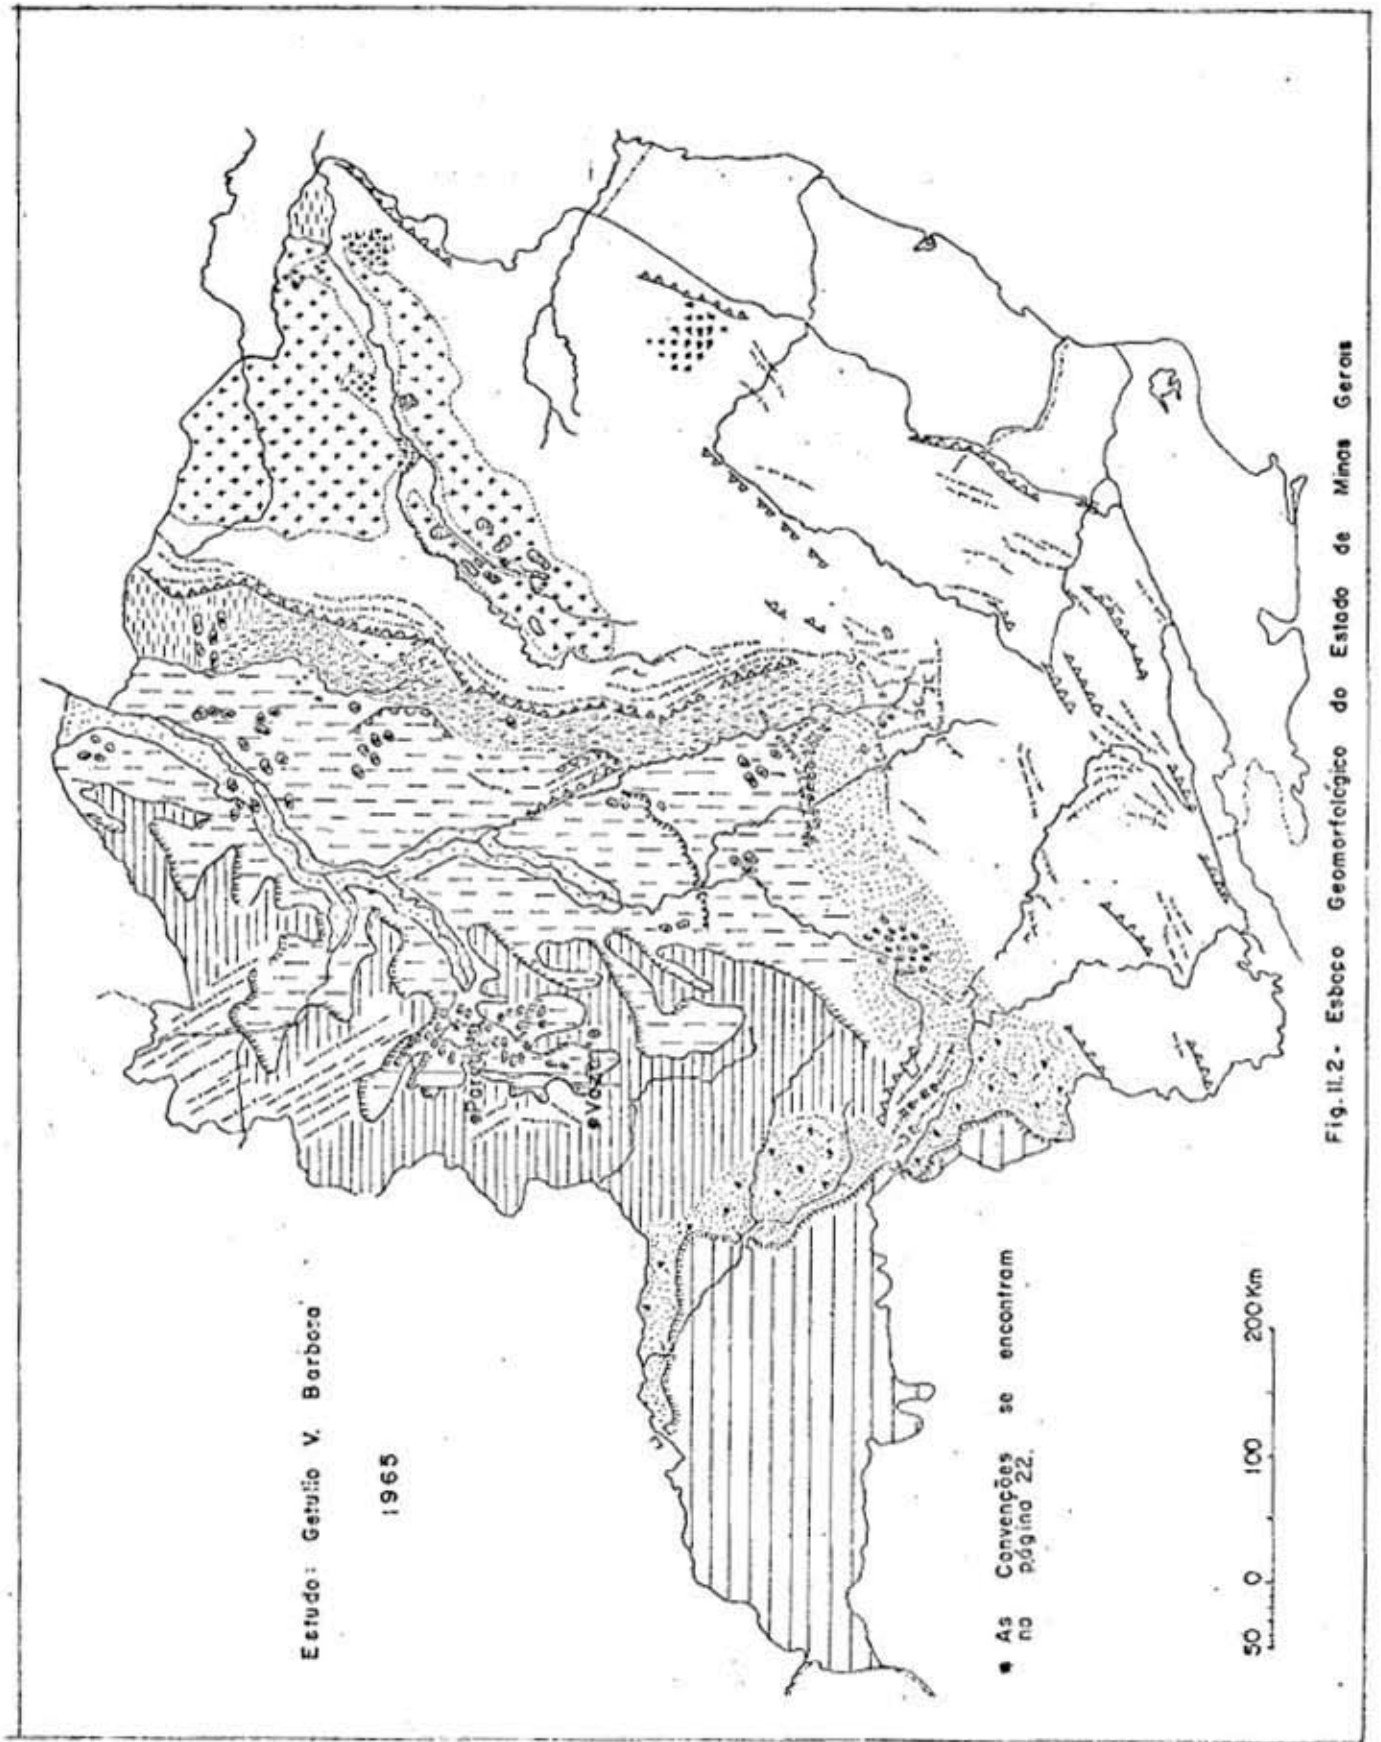 Estudo: Getulio V. Barbosa
1965
Vaza
* As Convenções se encontram
na página 22.
50 0 100 200 Km
Fig. II.2 - Esboço Geomorfológico do Estado de Minas Gerais